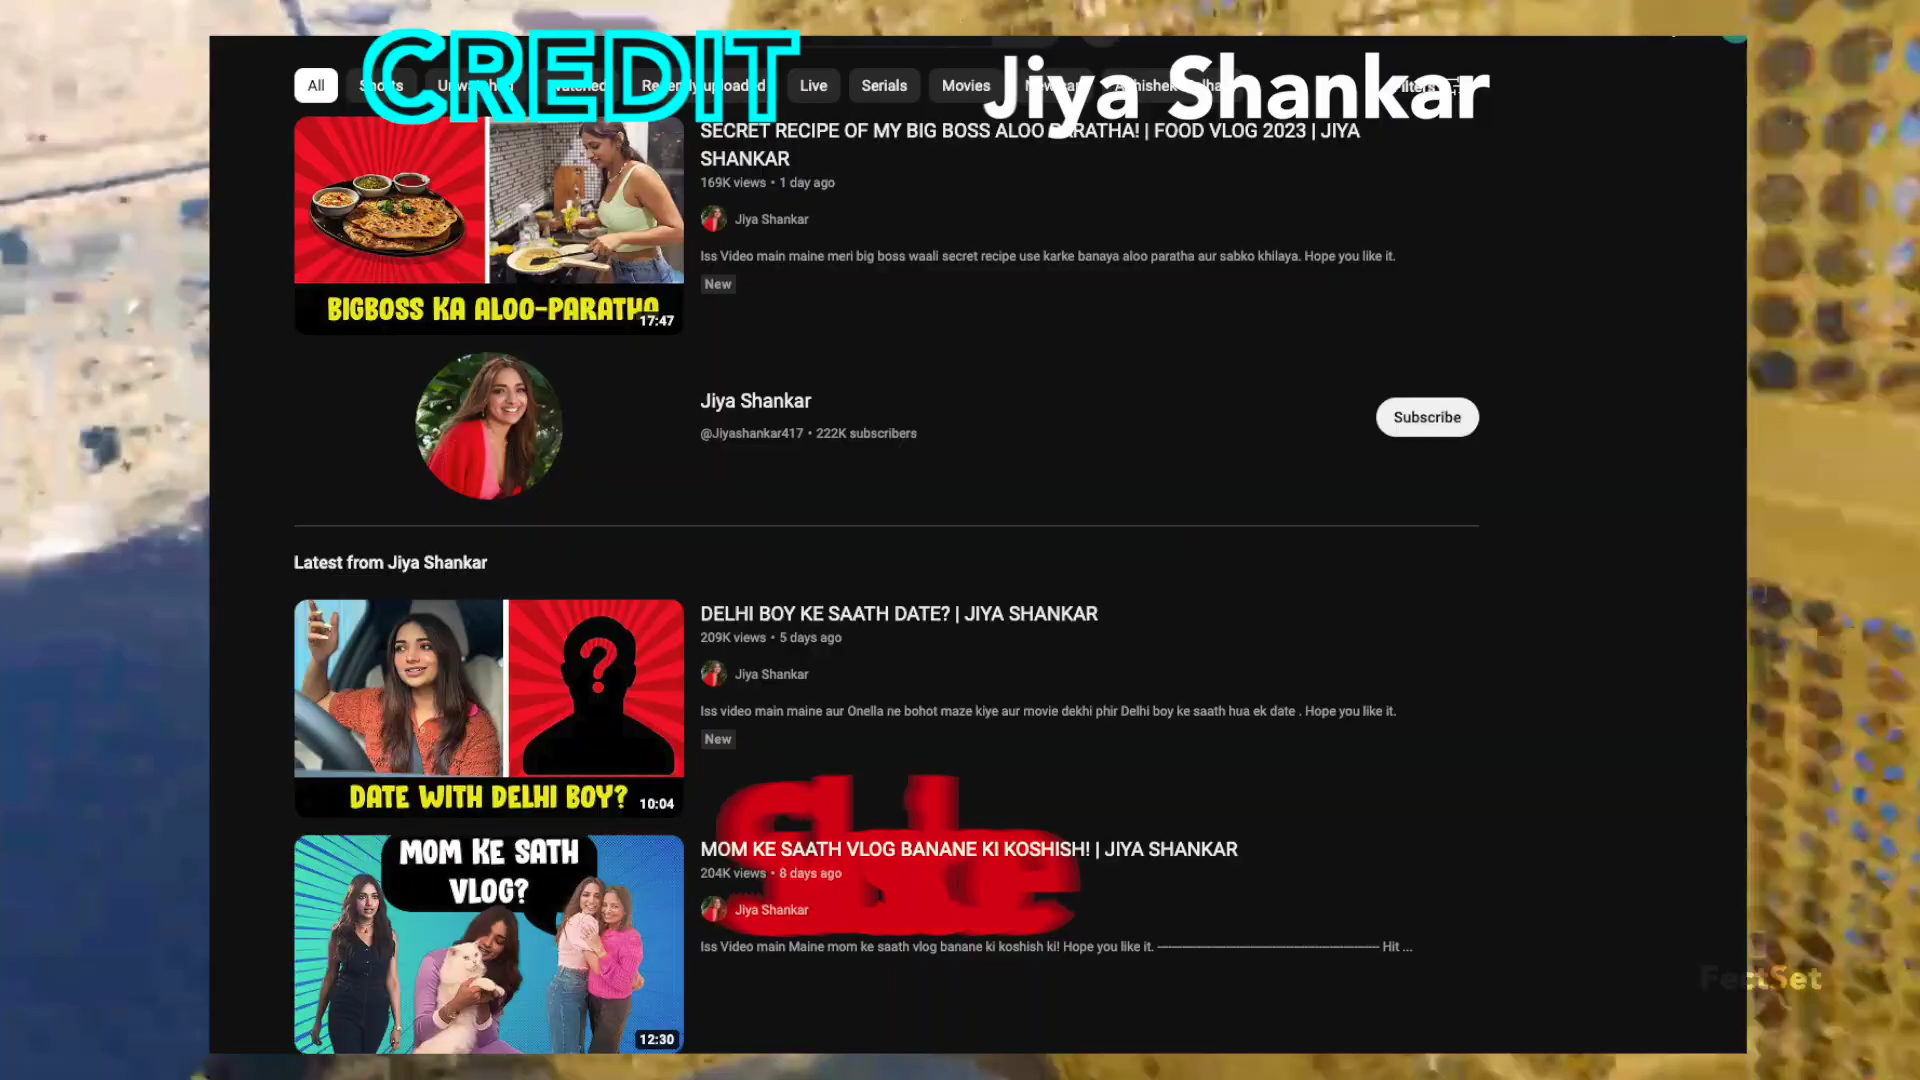 CREDIT Jiya Shankar
All Live Serials Movies
SECRET RECIPE OF MY BIG BOSS ALOO PARATHA! | FOOD VLOG 2023 | JIYA
SHANKAR
169K views • 1 day ago
Jiya Shankar
Iss Video main maine meri big boss waali secret recipe use karke banaya aloo paratha aur sabko khilaya. Hope you like it.
New
BIGBOSS KA ALOO-PARATHA
17:47
Jiya Shankar
@Jiyashankar417 • 222K subscribers
Subscribe
Latest from Jiya Shankar
DELHI BOY KE SAATH DATE? | JIYA SHANKAR
209K views • 5 days ago
Jiya Shankar
Iss video main maine aur Onella ne bohot maze kiye aur movie dekhi phir Delhi boy ke saath hua ek date . Hope you like it.
New
DATE WITH DELHI BOY?
10:04
MOM KE SATH
VLOG?
12:30
MOM KE SAATH VLOG BANANE KI KOSHISH! | JIYA SHANKAR
204K views • 8 days ago
Jiya Shankar
Iss Video main Maine mom ke saath vlog banane ki koshish ki! Hope you like it. ---------------------------------------------------------- Hit ...
FectSet